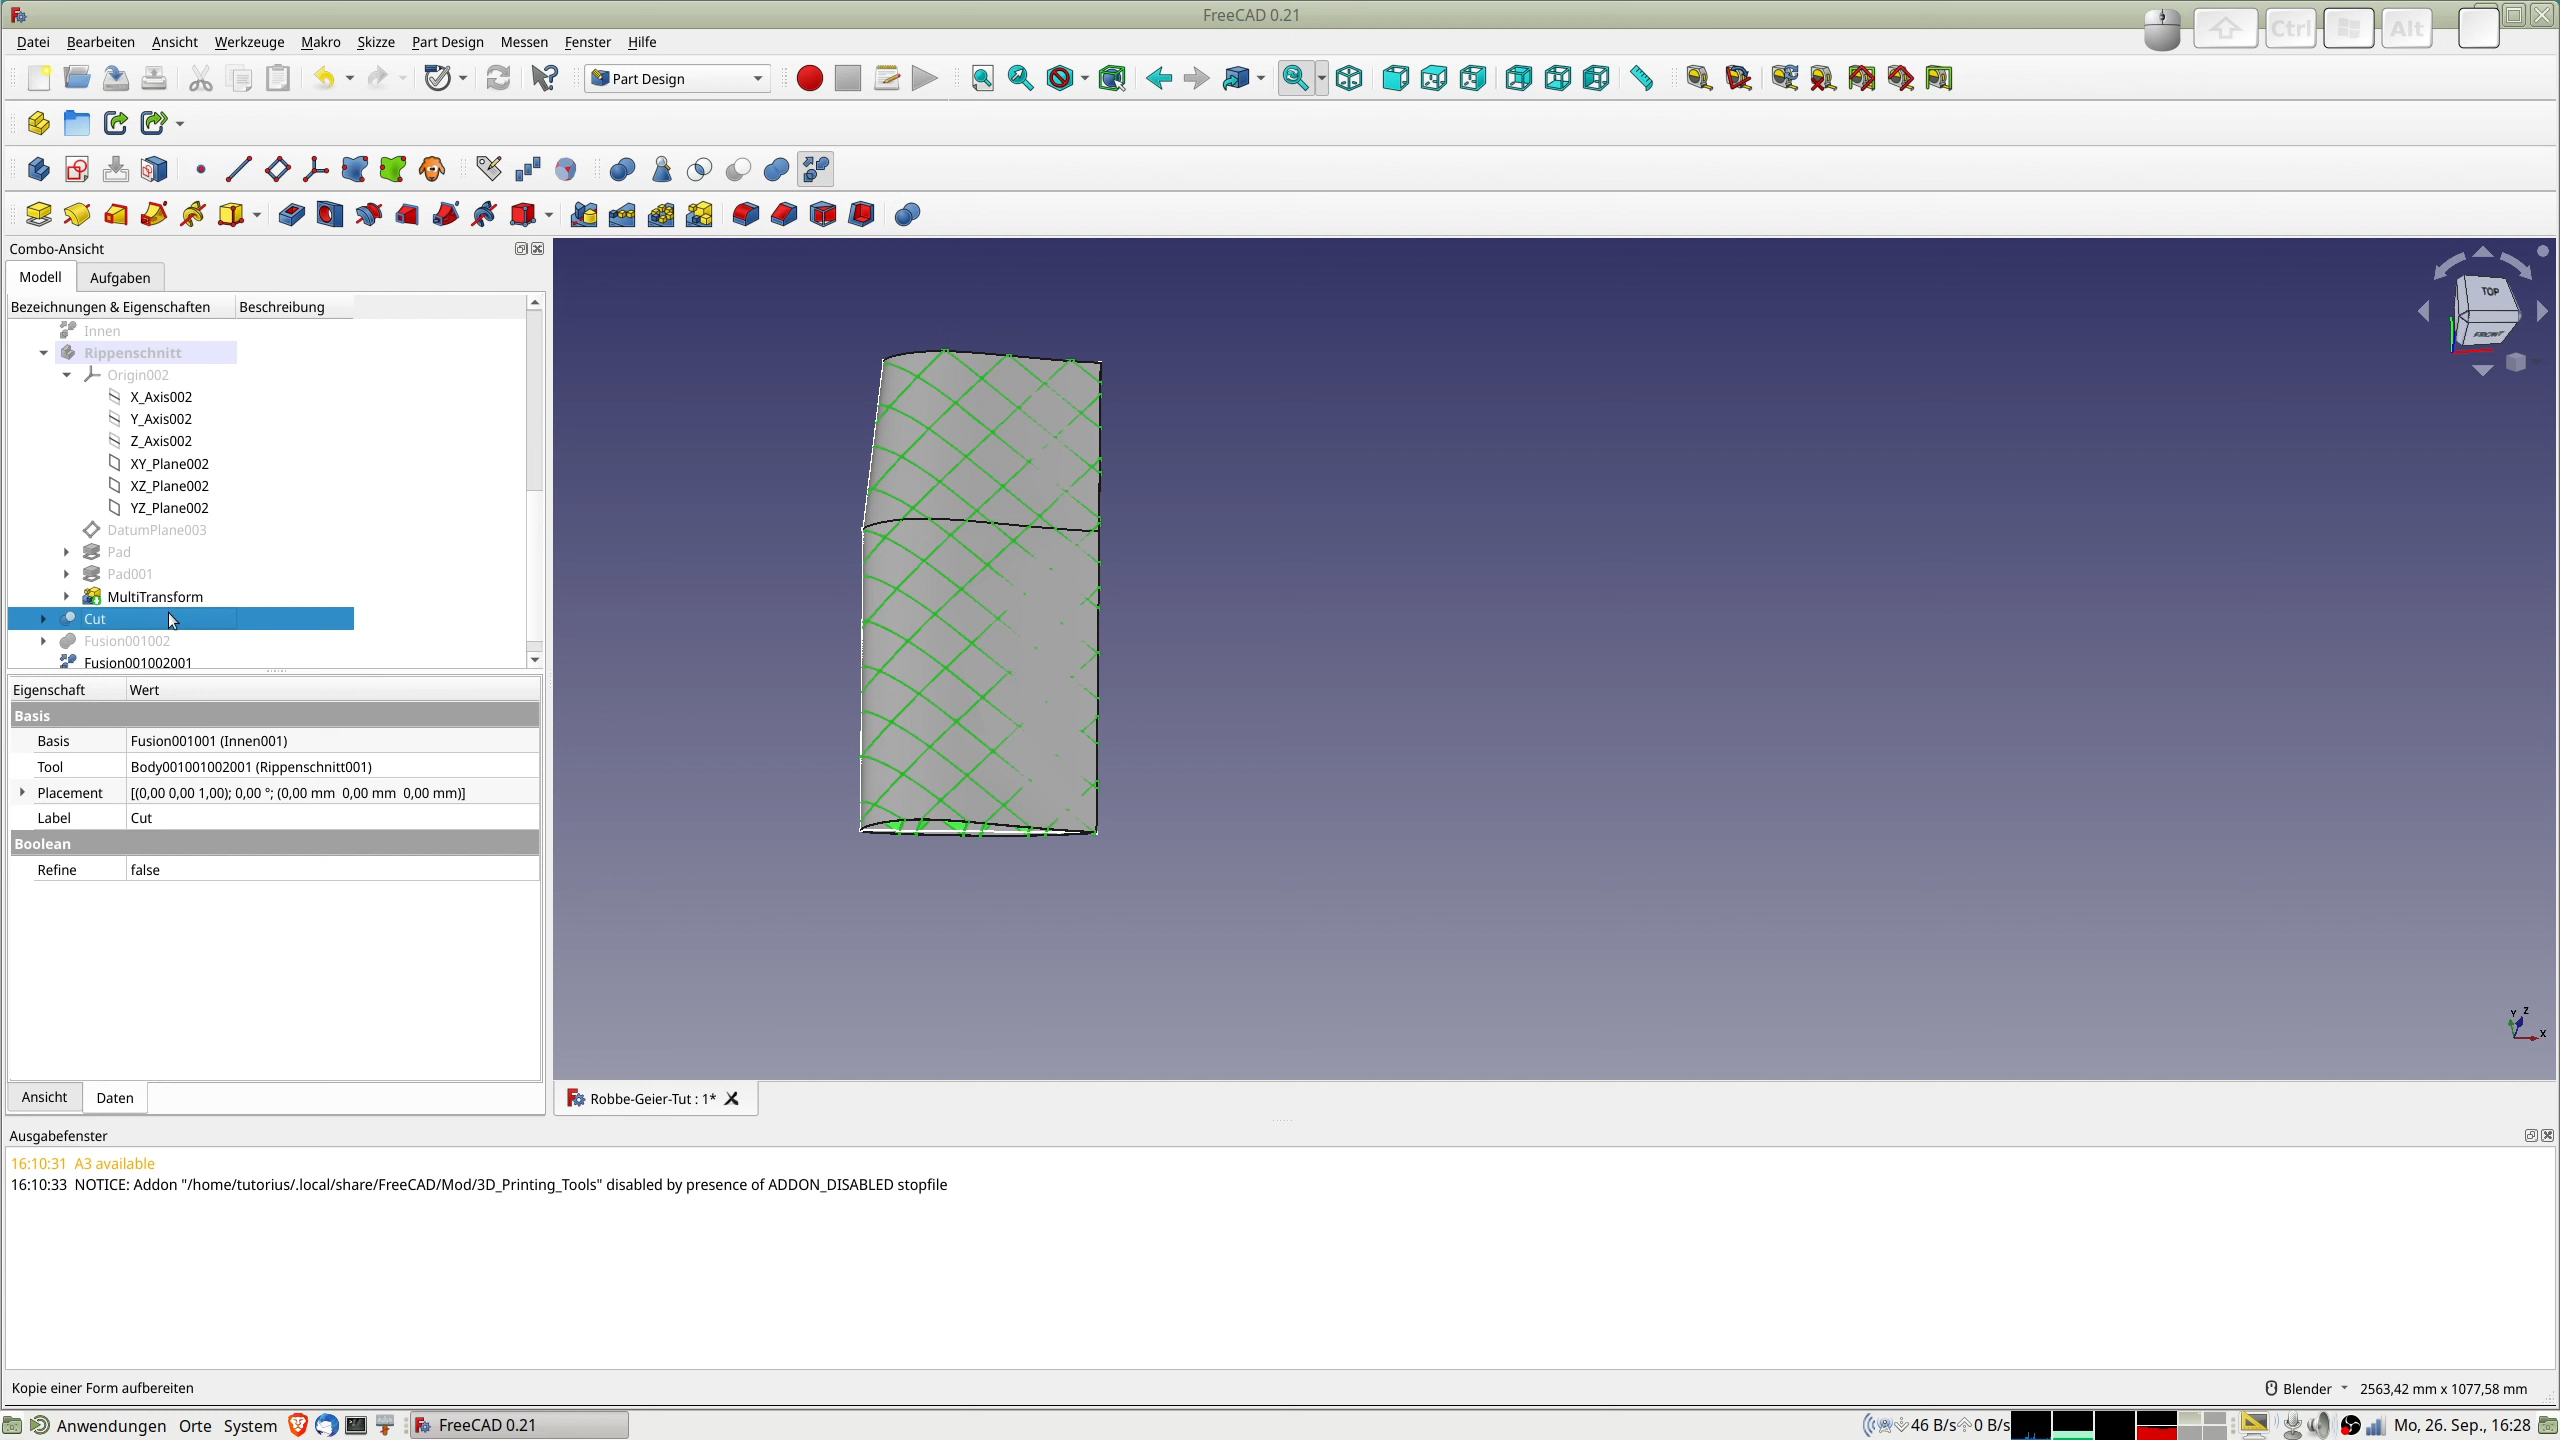 FreeCAD 0.21
Datei Bearbeiten Ansicht Werkzeuge Makro Skizze Part Design Messen Fenster Hilfe
Ctrl Alt
Part Design
Combo-Ansicht
Modell Aufgaben
Bezeichnungen & Eigenschaften Beschreibung
Innen
Rippenschnitt
Origin002
X_Axis002
Y_Axis002
Z_Axis002
XY_Plane002
XZ_Plane002
YZ_Plane002
DatumPlane003
Pad
Pad001
MultiTransform
Cut
Fusion001002
Fusion001002001
Eigenschaft Wert
Basis
Basis Fusion001001 (Innen001)
Tool Body001001002001 (Rippenschnitt001)
Placement [(0,00 0,00 1,00); 0,00 °; (0,00 mm 0,00 mm 0,00 mm)]
Label Cut
Boolean
Refine false
Ansicht Daten
TOP
FRONT
Y Z
X
Robbe-Geier-Tut : 1*
Ausgabefenster
16:10:31 A3 available
16:10:33 NOTICE: Addon "/home/tutorius/.local/share/FreeCAD/Mod/3D_Printing_Tools" disabled by presence of ADDON_DISABLED stopfile
Kopie einer Form aufbereiten
Blender 2563,42 mm x 1077,58 mm
Anwendungen Orte System FreeCAD 0.21 46 B/s 0 B/s Mo, 26. Sep., 16:28